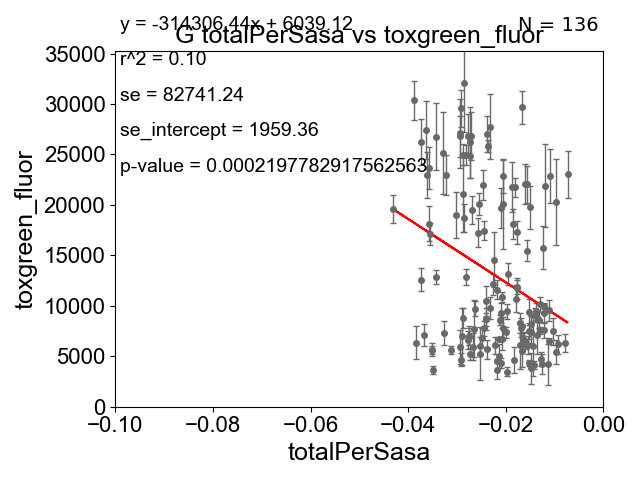 y = -314306.44x + 6039.12
N = 136
G totalPerSasa vs toxgreen_fluor
r^2 = 0.10
se = 82741.24
se_intercept = 1959.36
p-value = 0.0002197782917562563
toxgreen_fluor
35000
30000
25000
20000
15000
10000
5000
0
−0.10
−0.08
−0.06
−0.04
−0.02
0.00
totalPerSasa